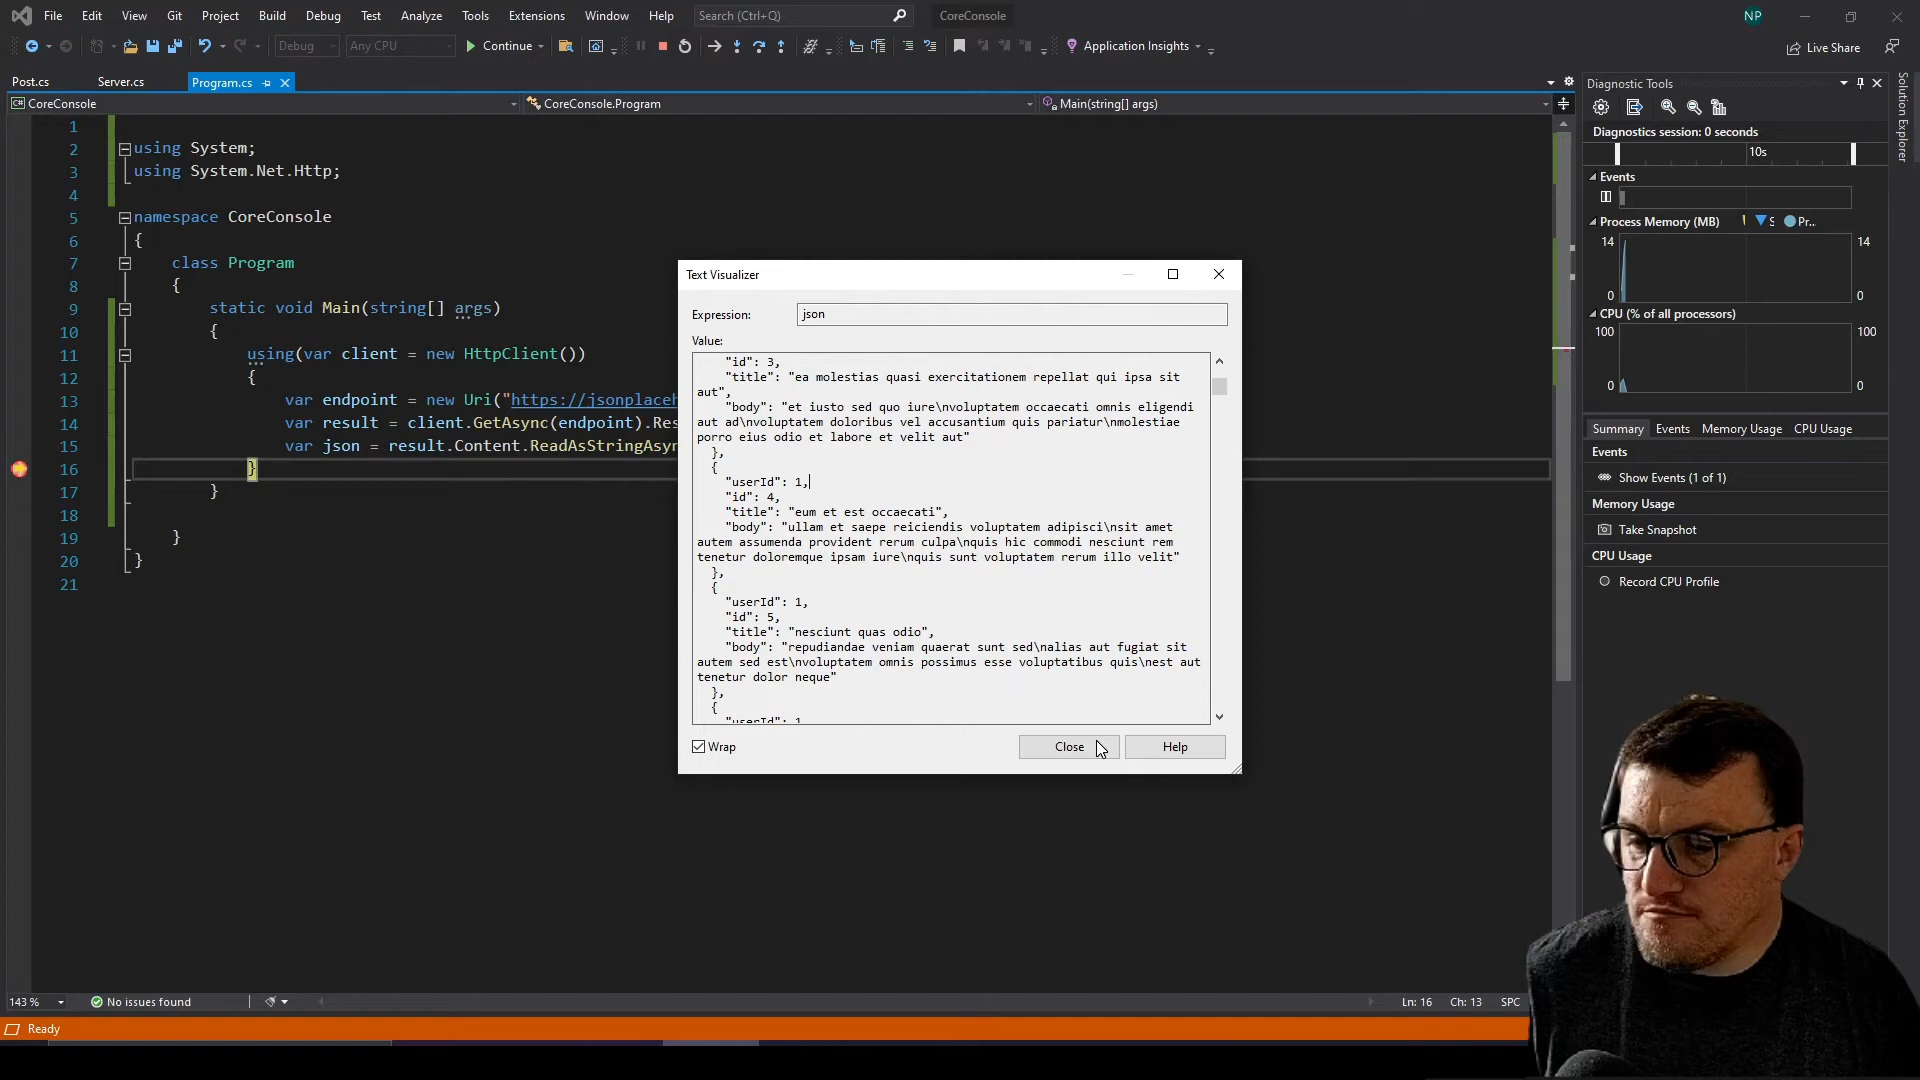 File Edit View Git Project Build Debug Test Analyze Tools Extensions Window Help Search (Ctrl+Q) CoreConsole NP
Debug Any CPU Continue Application Insights Live Share
Post.cs Server.cs Program.cs
CoreConsole CoreConsole.Program Main(string[] args)
1
2 using System;
3 using System.Net.Http;
4
5 namespace CoreConsole
6 {
7 class Program
8 {
9 static void Main(string[] args)
10 {
11 using(var client = new HttpClient())
12 {
13 var endpoint = new Uri("https://jsonplaceh
14 var result = client.GetAsync(endpoint).Res
15 var json = result.Content.ReadAsStringAsyn
16 }
17 }
18
19 }
20 }
21
Text Visualizer
Expression: json
Value:
"id": 3,
"title": "ea molestias quasi exercitationem repellat qui ipsa sit
aut",
"body": "et iusto sed quo iure\nvoluptatem occaecati omnis eligendi
aut ad\nvoluptatem doloribus vel accusantium quis pariatur\nmolestiae
porro eius odio et labore et velit aut"
},
{
"userId": 1,
"id": 4,
"title": "eum et est occaecati",
"body": "ullam et saepe reiciendis voluptatem adipisci\nsit amet
autem assumenda provident rerum culpa\nquis hic commodi nesciunt rem
tenetur doloremque ipsam iure\nquis sunt voluptatem rerum illo velit"
},
{
"userId": 1,
"id": 5,
"title": "nesciunt quas odio",
"body": "repudiandae veniam quaerat sunt sed\nalias aut fugiat sit
autem sed est\nvoluptatem omnis possimus esse voluptatibus quis\nest aut
tenetur dolor neque"
},
{
"userId": 1
Wrap Close Help
Diagnostic Tools
Diagnostics session: 0 seconds
10s
Events
Process Memory (MB) S Pr...
14 14
0 0
CPU (% of all processors)
100 100
0 0
Summary Events Memory Usage CPU Usage
Events
Show Events (1 of 1)
Memory Usage
Take Snapshot
CPU Usage
Record CPU Profile
Solution Explorer
143 % No issues found Ln: 16 Ch: 13 SPC
Ready